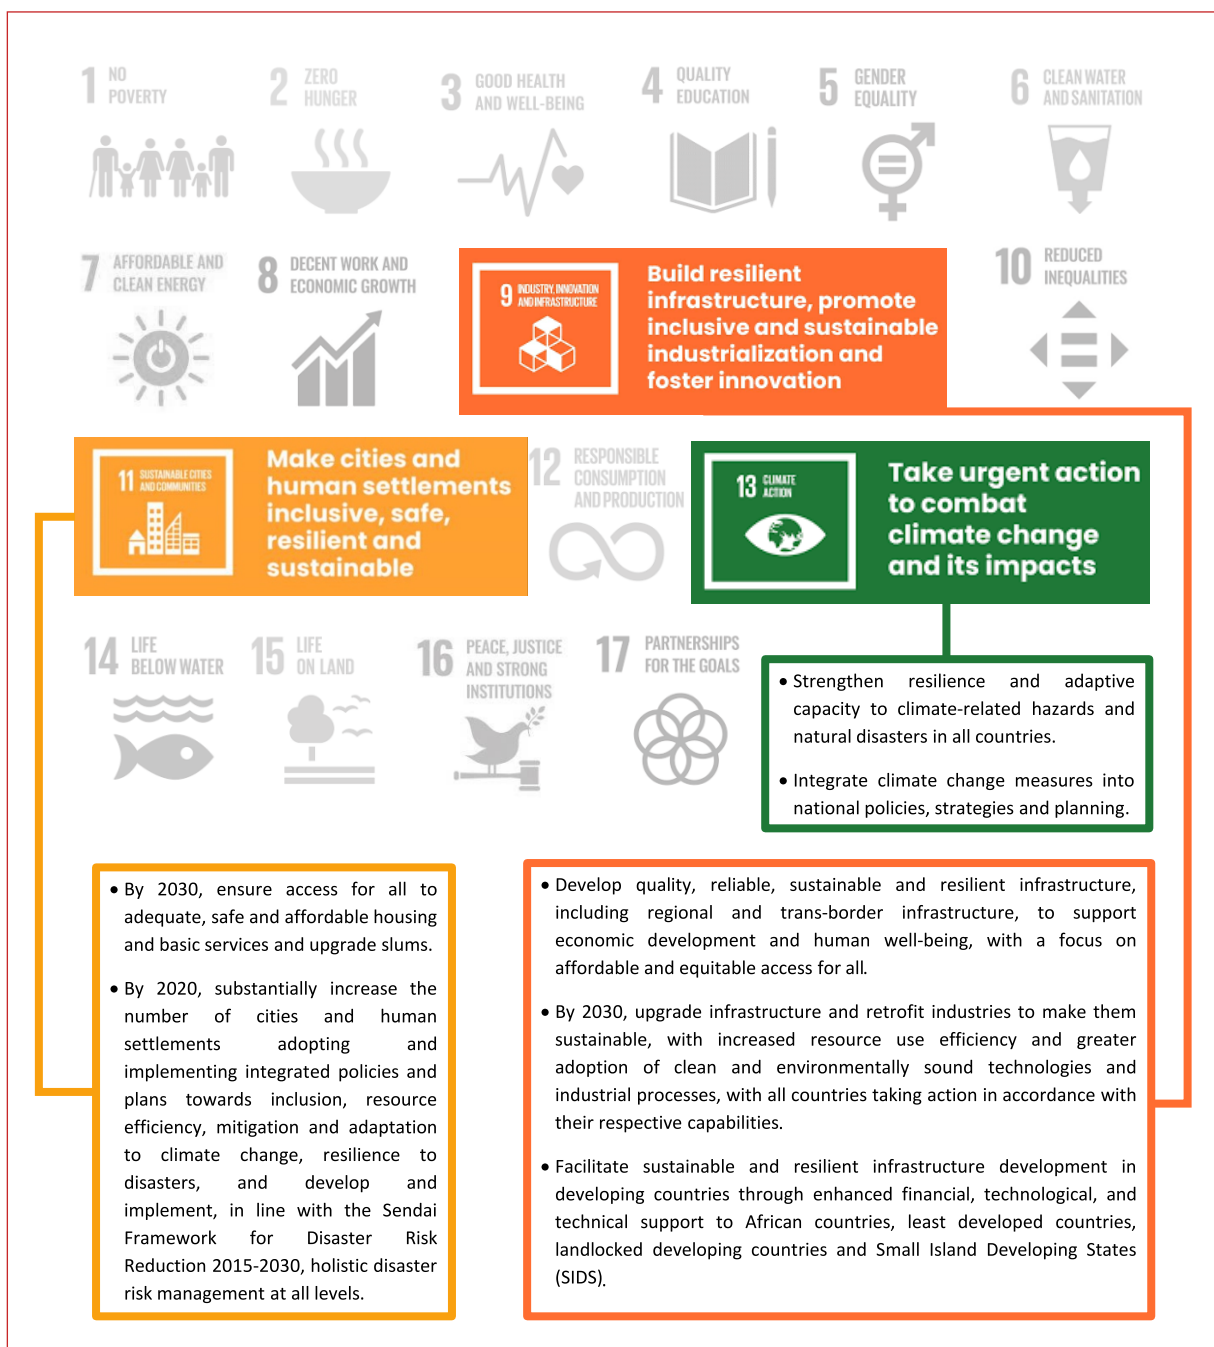 1 NO
POVERTY
2 ZERO
HUNGER
3 GOOD HEALTH
AND WELL-BEING
4 QUALITY
EDUCATION
5 GENDER
EQUALITY
6 CLEAN WATER
AND SANITATION
7 AFFORDABLE AND
CLEAN ENERGY
8 DECENT WORK AND
ECONOMIC GROWTH
9 INDUSTRY, INNOVATION
AND INFRASTRUCTURE
Build resilient
infrastructure, promote
inclusive and sustainable
industrialization and
foster innovation
10 REDUCED
INEQUALITIES
11 SUSTAINABLE CITIES
AND COMMUNITIES
Make cities and
human settlements
inclusive, safe,
resilient and
sustainable
12 RESPONSIBLE
CONSUMPTION
AND PRODUCTION
13 CLIMATE
ACTION
Take urgent action
to combat
climate change
and its impacts
14 LIFE
BELOW WATER
15 LIFE
ON LAND
16 PEACE, JUSTICE
AND STRONG
INSTITUTIONS
17 PARTNERSHIPS
FOR THE GOALS
• Strengthen resilience and adaptive
capacity to climate-related hazards and
natural disasters in all countries.
• Integrate climate change measures into
national policies, strategies and planning.
• By 2030, ensure access for all to
adequate, safe and affordable housing
and basic services and upgrade slums.
• By 2020, substantially increase the
number of cities and human
settlements adopting and
implementing integrated policies and
plans towards inclusion, resource
efficiency, mitigation and adaptation
to climate change, resilience to
disasters, and develop and
implement, in line with the Sendai
Framework for Disaster Risk
Reduction 2015-2030, holistic disaster
risk management at all levels.
• Develop quality, reliable, sustainable and resilient infrastructure,
including regional and trans-border infrastructure, to support
economic development and human well-being, with a focus on
affordable and equitable access for all.
• By 2030, upgrade infrastructure and retrofit industries to make them
sustainable, with increased resource use efficiency and greater
adoption of clean and environmentally sound technologies and
industrial processes, with all countries taking action in accordance with
their respective capabilities.
• Facilitate sustainable and resilient infrastructure development in
developing countries through enhanced financial, technological, and
technical support to African countries, least developed countries,
landlocked developing countries and Small Island Developing States
(SIDS).